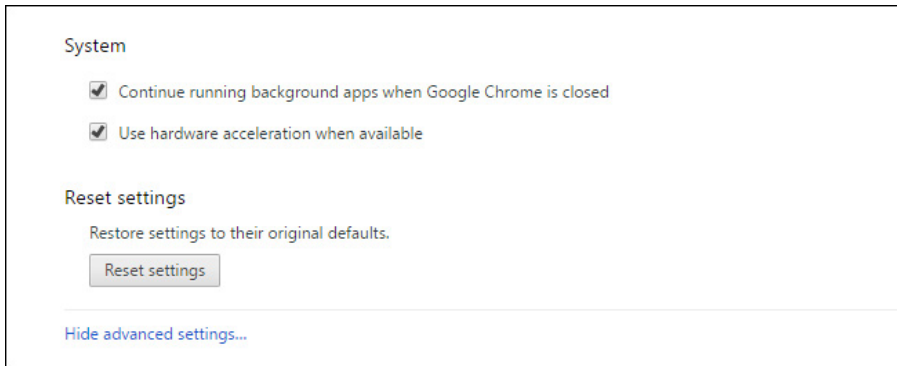 System
Continue running background apps when Google Chrome is closed
Use hardware acceleration when available
Reset settings
Restore settings to their original defaults.
Reset settings
Hide advanced settings...